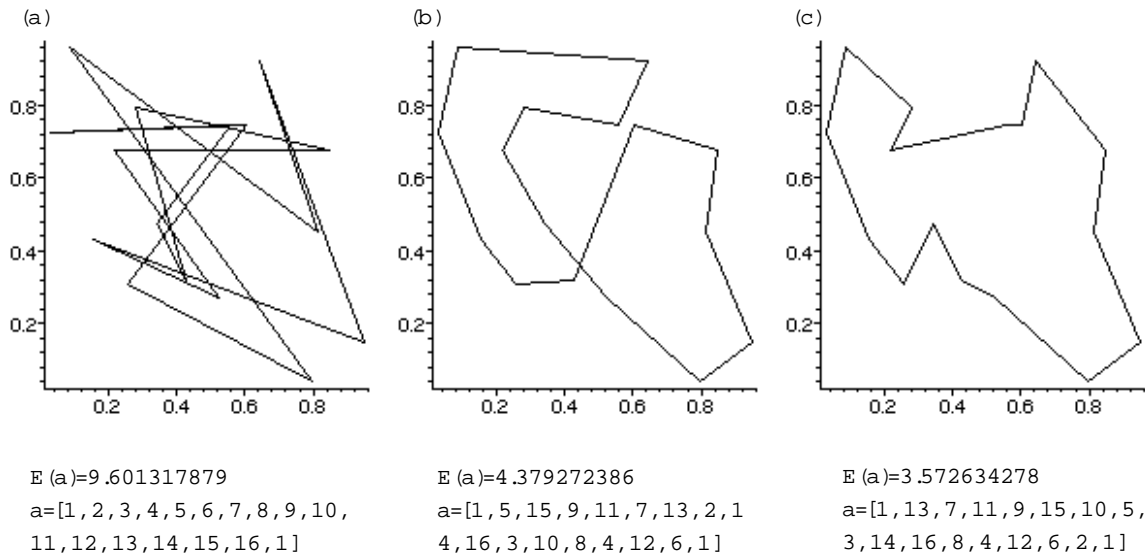 (a)
(b)
(c)
0.8
0.6
0.4
0.2
0.2 0.4 0.6 0.8
0.8
0.6
0.4
0.2
0.2 0.4 0.6 0.8
0.8
0.6
0.4
0.2
0.2 0.4 0.6 0.8
E(a)=9.601317879
a=[1,2,3,4,5,6,7,8,9,10,
11,12,13,14,15,16,1]
E(a)=4.379272386
a=[1,5,15,9,11,7,13,2,1
4,16,3,10,8,4,12,6,1]
E(a)=3.572634278
a=[1,13,7,11,9,15,10,5,
3,14,16,8,4,12,6,2,1]